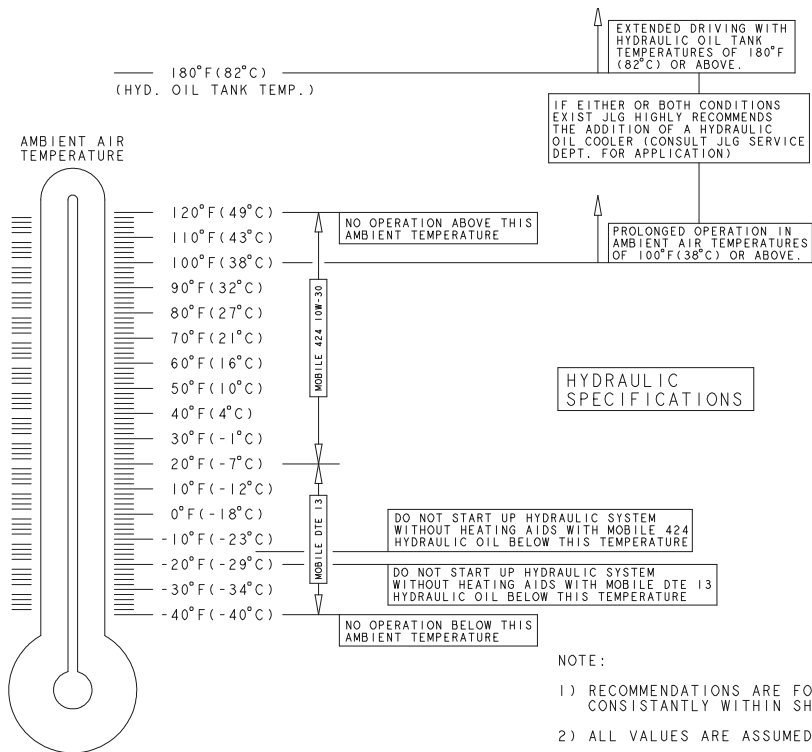 EXTENDED DRIVING WITH
HYDRAULIC OIL TANK
TEMPERATURES OF 180°F
(82°C) OR ABOVE.
180°F(82°C)
(HYD. OIL TANK TEMP.)
IF EITHER OR BOTH CONDITIONS
EXIST JLG HIGHLY RECOMMENDS
THE ADDITION OF A HYDRAULIC
OIL COOLER (CONSULT JLG SERVICE
DEPT. FOR APPLICATION)
AMBIENT AIR
TEMPERATURE
120°F(49°C)
NO OPERATION ABOVE THIS
AMBIENT TEMPERATURE
110°F(43°C)
PROLONGED OPERATION IN
AMBIENT AIR TEMPERATURES
OF 100°F(38°C) OR ABOVE.
100°F(38°C)
90°F(32°C)
80°F(27°C)
70°F(21°C)
60°F(16°C)
50°F(10°C)
40°F(4°C)
30°F(-1°C)
20°F(-7°C)
10°F(-12°C)
0°F(-18°C)
-10°F(-23°C)
-20°F(-29°C)
-30°F(-34°C)
-40°F(-40°C)
MOBILE 424 10W-30
MOBILE DTE 13
HYDRAULIC
SPECIFICATIONS
DO NOT START UP HYDRAULIC SYSTEM
WITHOUT HEATING AIDS WITH MOBILE 424
HYDRAULIC OIL BELOW THIS TEMPERATURE
DO NOT START UP HYDRAULIC SYSTEM
WITHOUT HEATING AIDS WITH MOBILE DTE 13
HYDRAULIC OIL BELOW THIS TEMPERATURE
NO OPERATION BELOW THIS
AMBIENT TEMPERATURE
NOTE:
1) RECOMMENDATIONS ARE
CONSISTANTLY WITHIN
2) ALL VALUES ARE ASSUMED